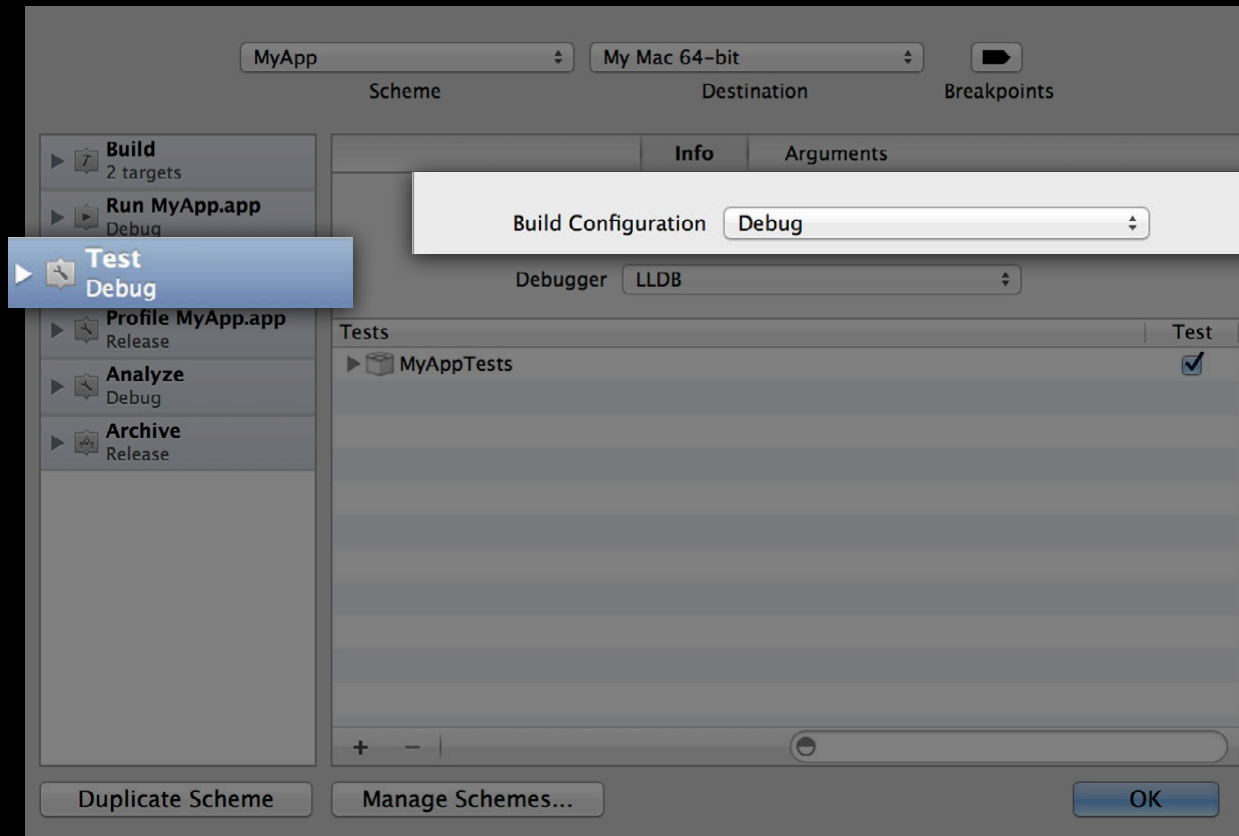 MyApp
My Mac 64-bit
Scheme
Destination
Breakpoints
Build
2 targets
Run MyApp.app
Debug
Test
Debug
Profile MyApp.app
Release
Analyze
Debug
Archive
Release
Info
Arguments
Build Configuration
Debug
Debugger
LLDB
Tests
Test
MyAppTests
+ −
Duplicate Scheme
Manage Schemes...
OK